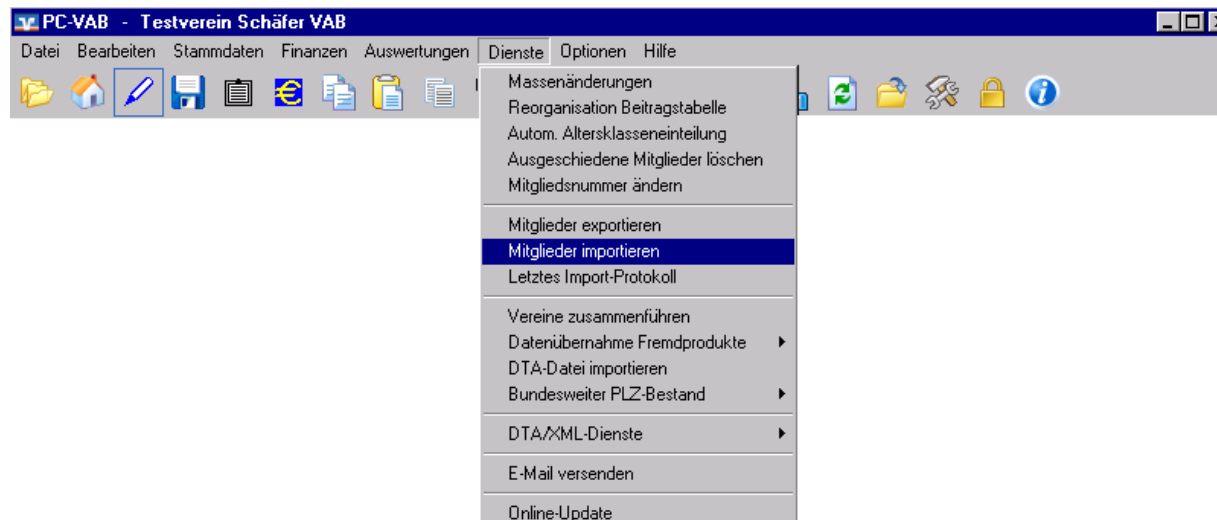 PC-VAB - Testverein Schäfer VAB
Datei Bearbeiten Stammdaten Finanzen Auswertungen Dienste Optionen Hilfe
Massenänderungen
Reorganisation Beitragstabelle
Autom. Altersklasseneinteilung
Ausgeschiedene Mitglieder löschen
Mitgliedsnummer ändern
Mitglieder exportieren
Mitglieder importieren
Letztes Import-Protokoll
Vereine zusammenführen
Datenübernahme Fremdprodukte
DTA-Datei importieren
Bundesweiter PLZ-Bestand
DTA/XML-Dienste
E-Mail versenden
Online-Update